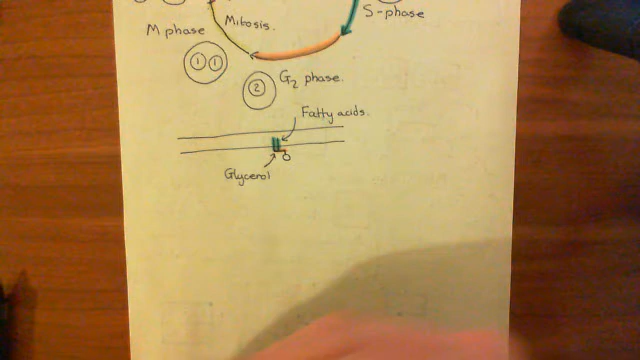 S-phase
Mitosis.
M phase
1 1
G2 phase.
2
Fatty acids.
Glycerol